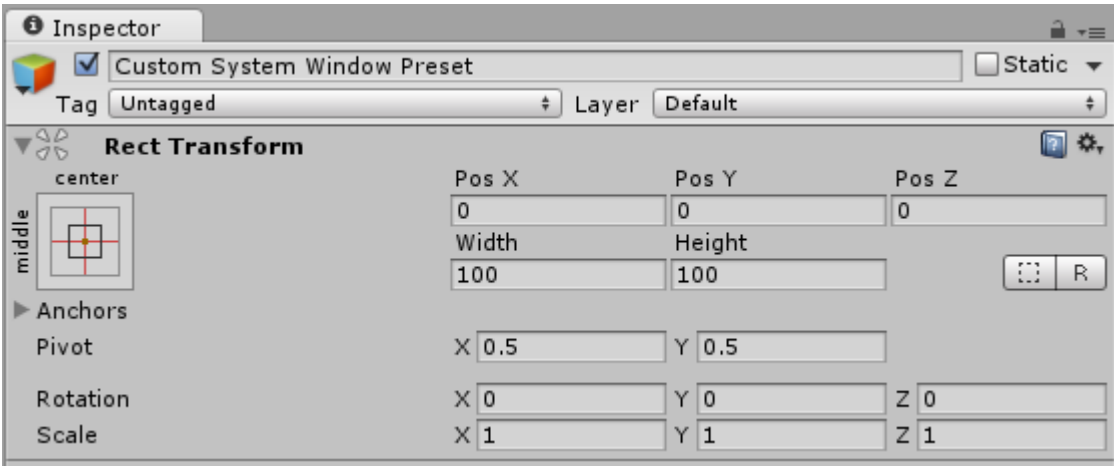 Inspector
Custom System Window Preset Static
Tag Untagged Layer Default
Rect Transform
center Pos X Pos Y Pos Z
middle 0 0 0
Width Height
100 100 R
Anchors
Pivot X 0.5 Y 0.5
Rotation X 0 Y 0 Z 0
Scale X 1 Y 1 Z 1